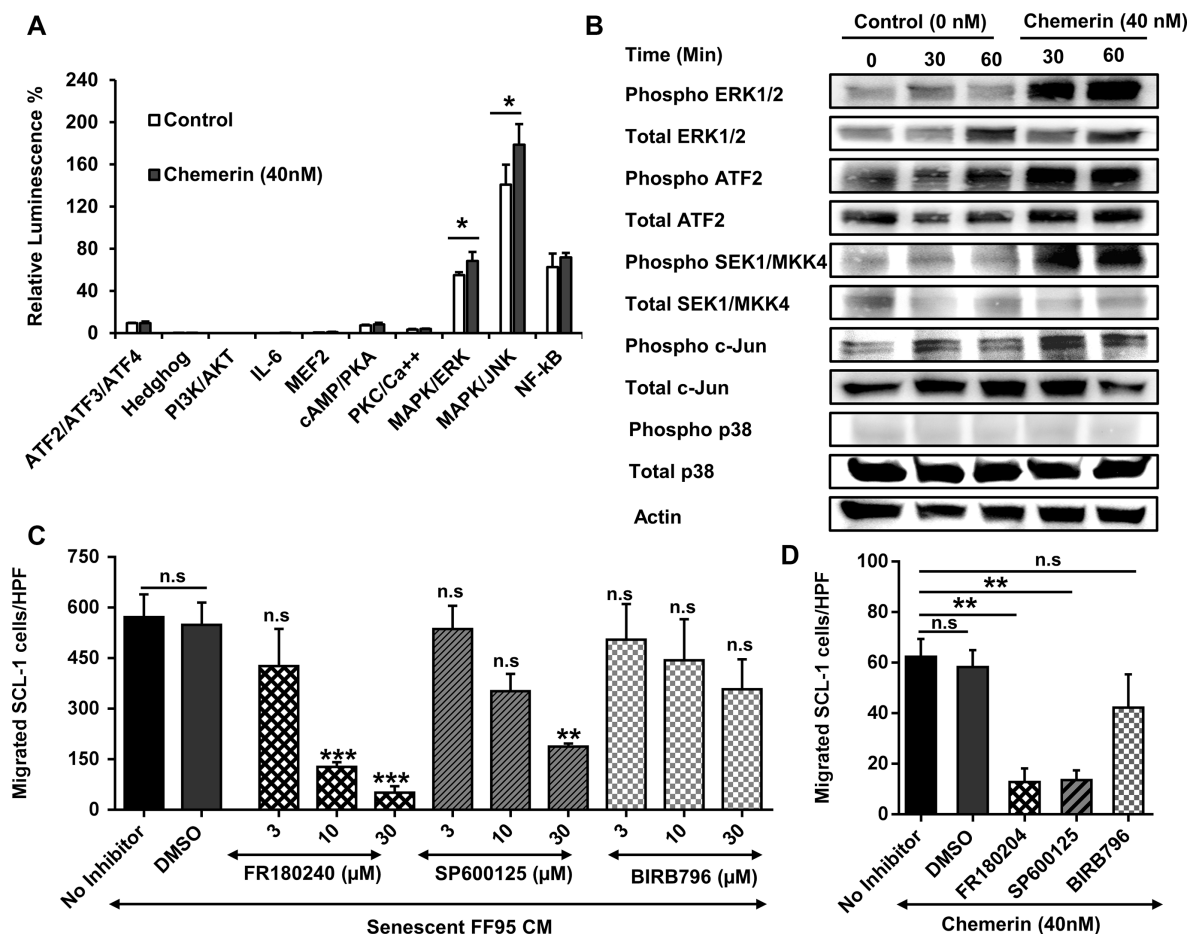 A
Relative Luminescence %
240
200
160
120
80
40
0
Control
Chemerin (40nM)
*
*
ATF2/ATF3/ATF4
Hedghog
PI3K/AKT
IL-6
MEF2
cAMP/PKA
PKC/Ca++
MAPK/ERK
MAPK/JNK
NF-kB
B
Control (0 nM)
Chemerin (40 nM)
Time (Min)
0 30 60 30 60
Phospho ERK1/2
Total ERK1/2
Phospho ATF2
Total ATF2
Phospho SEK1/MKK4
Total SEK1/MKK4
Phospho c-Jun
Total c-Jun
Phospho p38
Total p38
Actin
C
Migrated SCL-1 cells/HPF
750
600
450
300
150
0
n.s
n.s
***
***
n.s
n.s
**
n.s
n.s
n.s
No Inhibitor
DMSO
3 10 30 3 10 30 3 10 30
FR180240 (µM) SP600125 (µM) BIRB796 (µM)
Senescent FF95 CM
D
Migrated SCL-1 cells/HPF
100
80
60
40
20
0
n.s
**
**
n.s
No Inhibitor
DMSO
FR180204
SP600125
BIRB796
Chemerin (40nM)